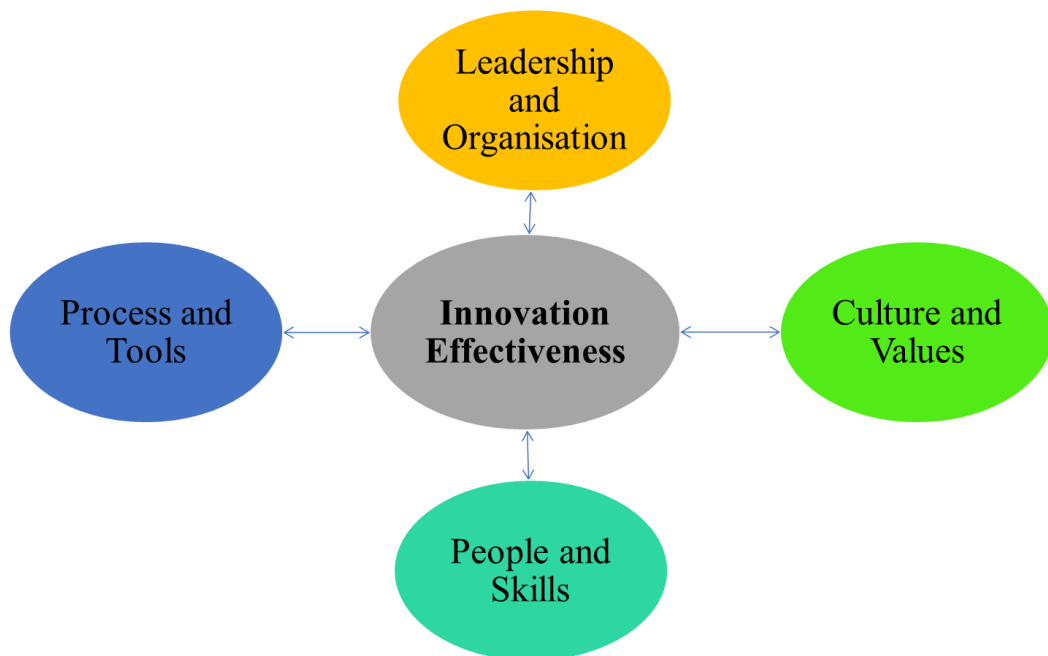 Leadership
and
Organisation
Process and
Tools
Innovation
Effectiveness
Culture and
Values
People and
Skills